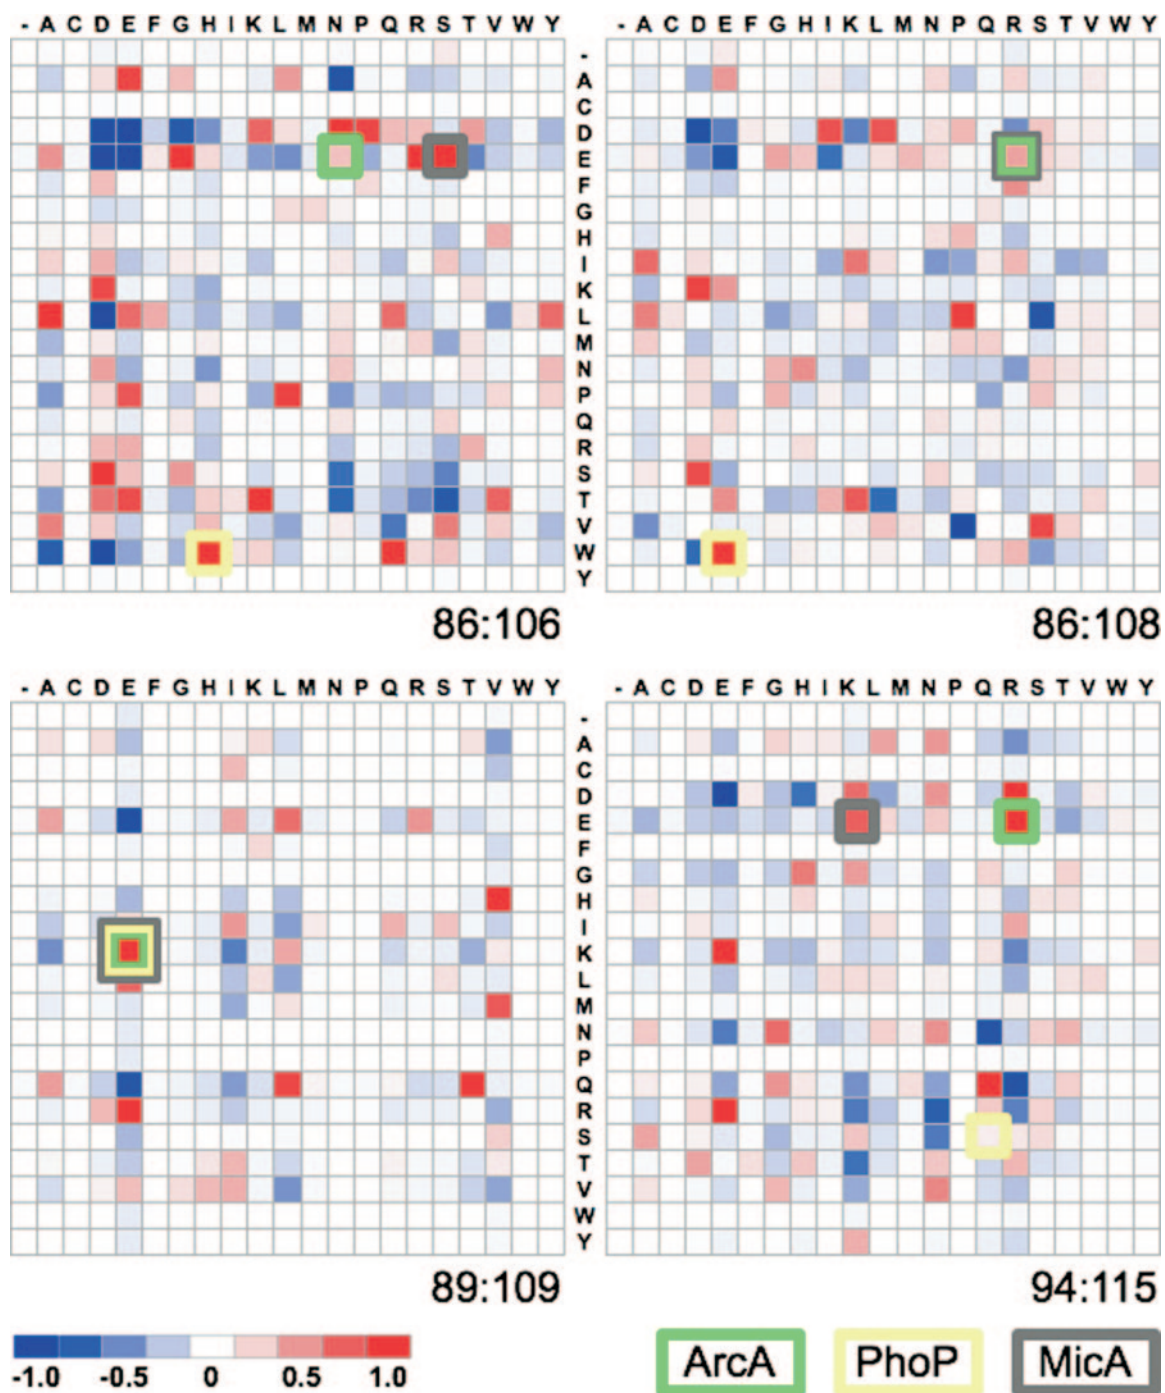 - A C D E F G H I K L M N P Q R S T V W Y
- A C D E F G H I K L M N P Q R S T V W Y
-
A
C
D
E
F
G
H
I
K
L
M
N
P
Q
R
S
T
V
W
Y
86:106
86:108
- A C D E F G H I K L M N P Q R S T V W Y
- A C D E F G H I K L M N P Q R S T V W Y
-
A
C
D
E
F
G
H
I
K
L
M
N
P
Q
R
S
T
V
W
Y
89:109
94:115
-1.0 -0.5 0 0.5 1.0
ArcA
PhoP
MicA